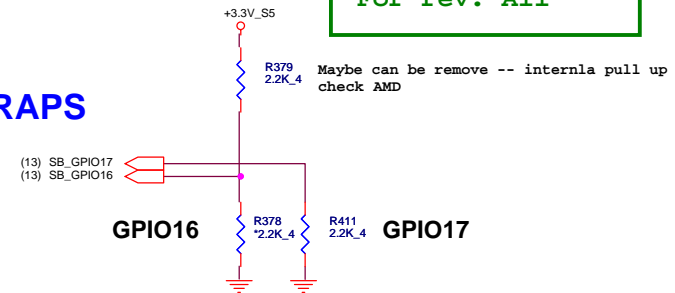 For rev. All
+3.3V_S5
R379
2.2K_4
Maybe can be remove -- internla pull up
check AMD
RAPS
(13) SB_GPIO17
(13) SB_GPIO16
GPIO16
R378
*2.2K_4
R411
2.2K_4
GPIO17